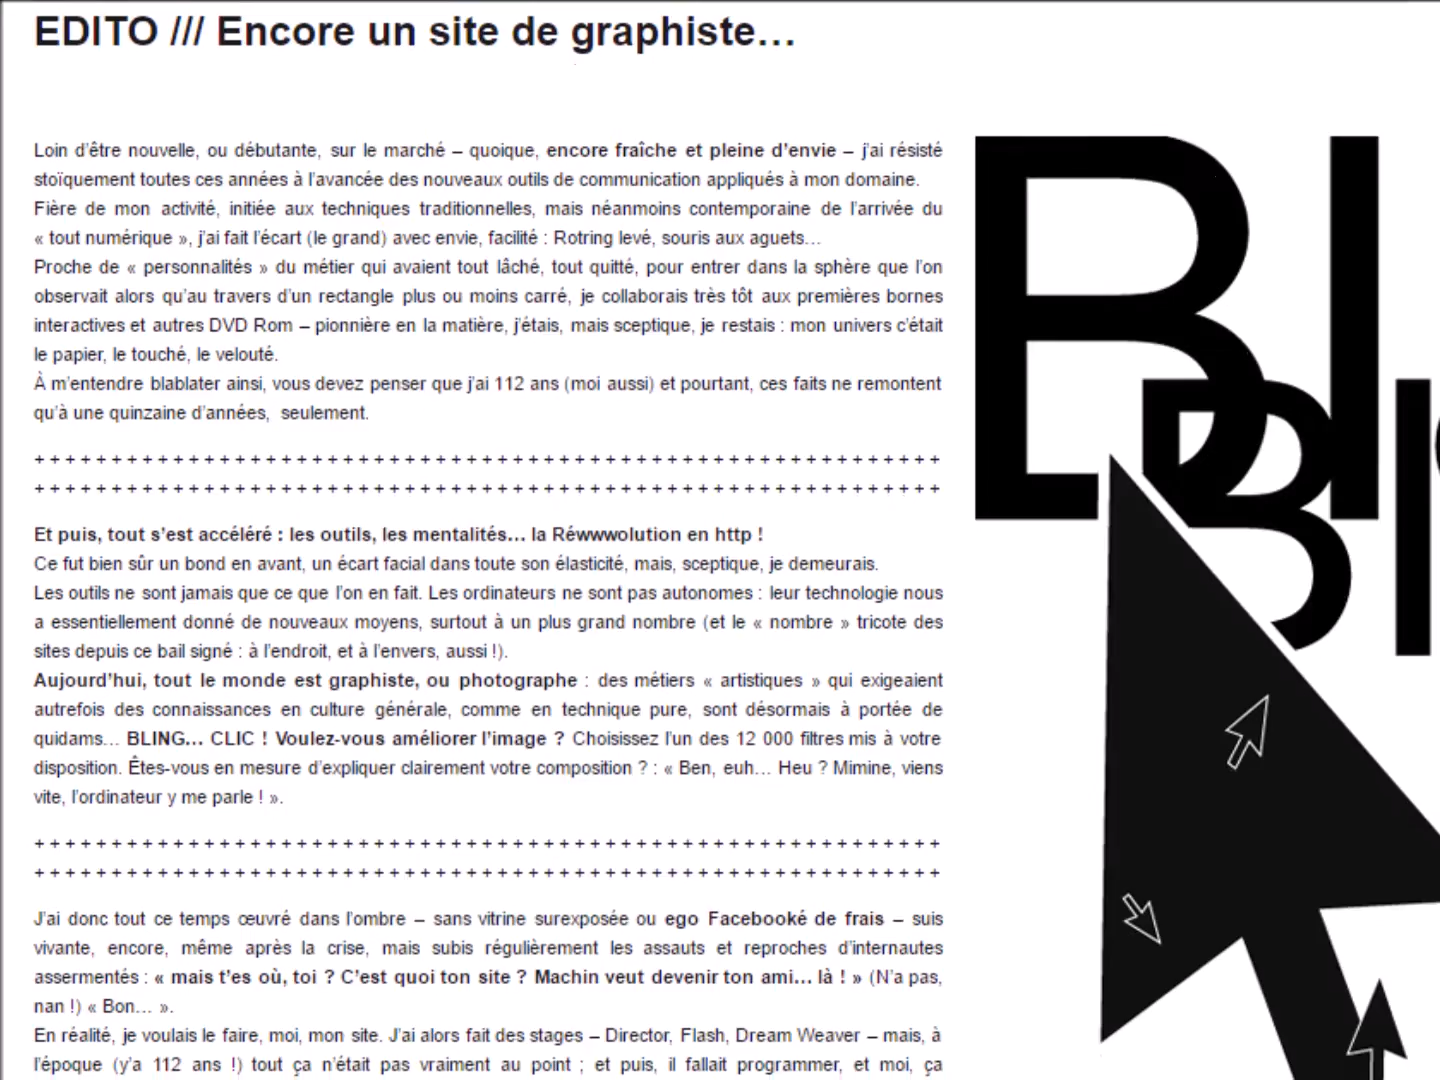 EDITO /// Encore un site de graphiste…
Loin d’être nouvelle, ou débutante, sur le marché – quoique, encore fraîche et pleine d’envie – j’ai résisté
stoïquement toutes ces années à l’avancée des nouveaux outils de communication appliqués à mon domaine.
Fière de mon activité, initiée aux techniques traditionnelles, mais néanmoins contemporaine de l’arrivée du
« tout numérique », j’ai fait l’écart (le grand) avec envie, facilité : Rotring levé, souris aux aguets…
Proche de « personnalités » du métier qui avaient tout lâché, tout quitté, pour entrer dans la sphère que l’on
observait alors qu’au travers d’un rectangle plus ou moins carré, je collaborais très tôt aux premières bornes
interactives et autres DVD Rom – pionnière en la matière, j’étais, mais sceptique, je restais : mon univers c’était
le papier, le touché, le velouté.
À m’entendre blablater ainsi, vous devez penser que j’ai 112 ans (moi aussi) et pourtant, ces faits ne remontent
qu’à une quinzaine d’années, seulement.
+ + + + + + + + + + + + + + + + + + + + + + + + + + + + + + + + + + + + + + + + + + + + + + + + + + + + + + + + + + +
+ + + + + + + + + + + + + + + + + + + + + + + + + + + + + + + + + + + + + + + + + + + + + + + + + + + + + + + + + + +
Et puis, tout s’est accéléré : les outils, les mentalités… la Réwwwolution en http !
Ce fut bien sûr un bond en avant, un écart facial dans toute son élasticité, mais, sceptique, je demeurais.
Les outils ne sont jamais que ce que l’on en fait. Les ordinateurs ne sont pas autonomes : leur technologie nous
a essentiellement donné de nouveaux moyens, surtout à un plus grand nombre (et le « nombre » tricote des
sites depuis ce bail signé : à l’endroit, et à l’envers, aussi !).
Aujourd’hui, tout le monde est graphiste, ou photographe : des métiers « artistiques » qui exigeaient
autrefois des connaissances en culture générale, comme en technique pure, sont désormais à portée de
quidams… BLING… CLIC ! Voulez-vous améliorer l’image ? Choisissez l’un des 12 000 filtres mis à votre
disposition. Êtes-vous en mesure d’expliquer clairement votre composition ? : « Ben, euh… Heu ? Mimine, viens
vite, l’ordinateur y me parle ! ».
+ + + + + + + + + + + + + + + + + + + + + + + + + + + + + + + + + + + + + + + + + + + + + + + + + + + + + + + + + + +
+ + + + + + + + + + + + + + + + + + + + + + + + + + + + + + + + + + + + + + + + + + + + + + + + + + + + + + + + + + +
J’ai donc tout ce temps œuvré dans l’ombre – sans vitrine surexposée ou ego Facebooké de frais – suis
vivante, encore, même après la crise, mais subis régulièrement les assauts et reproches d’internautes
assermentés : « mais t’es où, toi ? C’est quoi ton site ? Machin veut devenir ton ami… là ! » (N’a pas,
nan !) « Bon… ».
En réalité, je voulais le faire, moi, mon site. J’ai alors fait des stages – Director, Flash, Dream Weaver – mais, à
l’époque (y’a 112 ans !) tout ça n’était pas vraiment au point ; et puis, il fallait programmer, et moi, ça
Bl
Bl